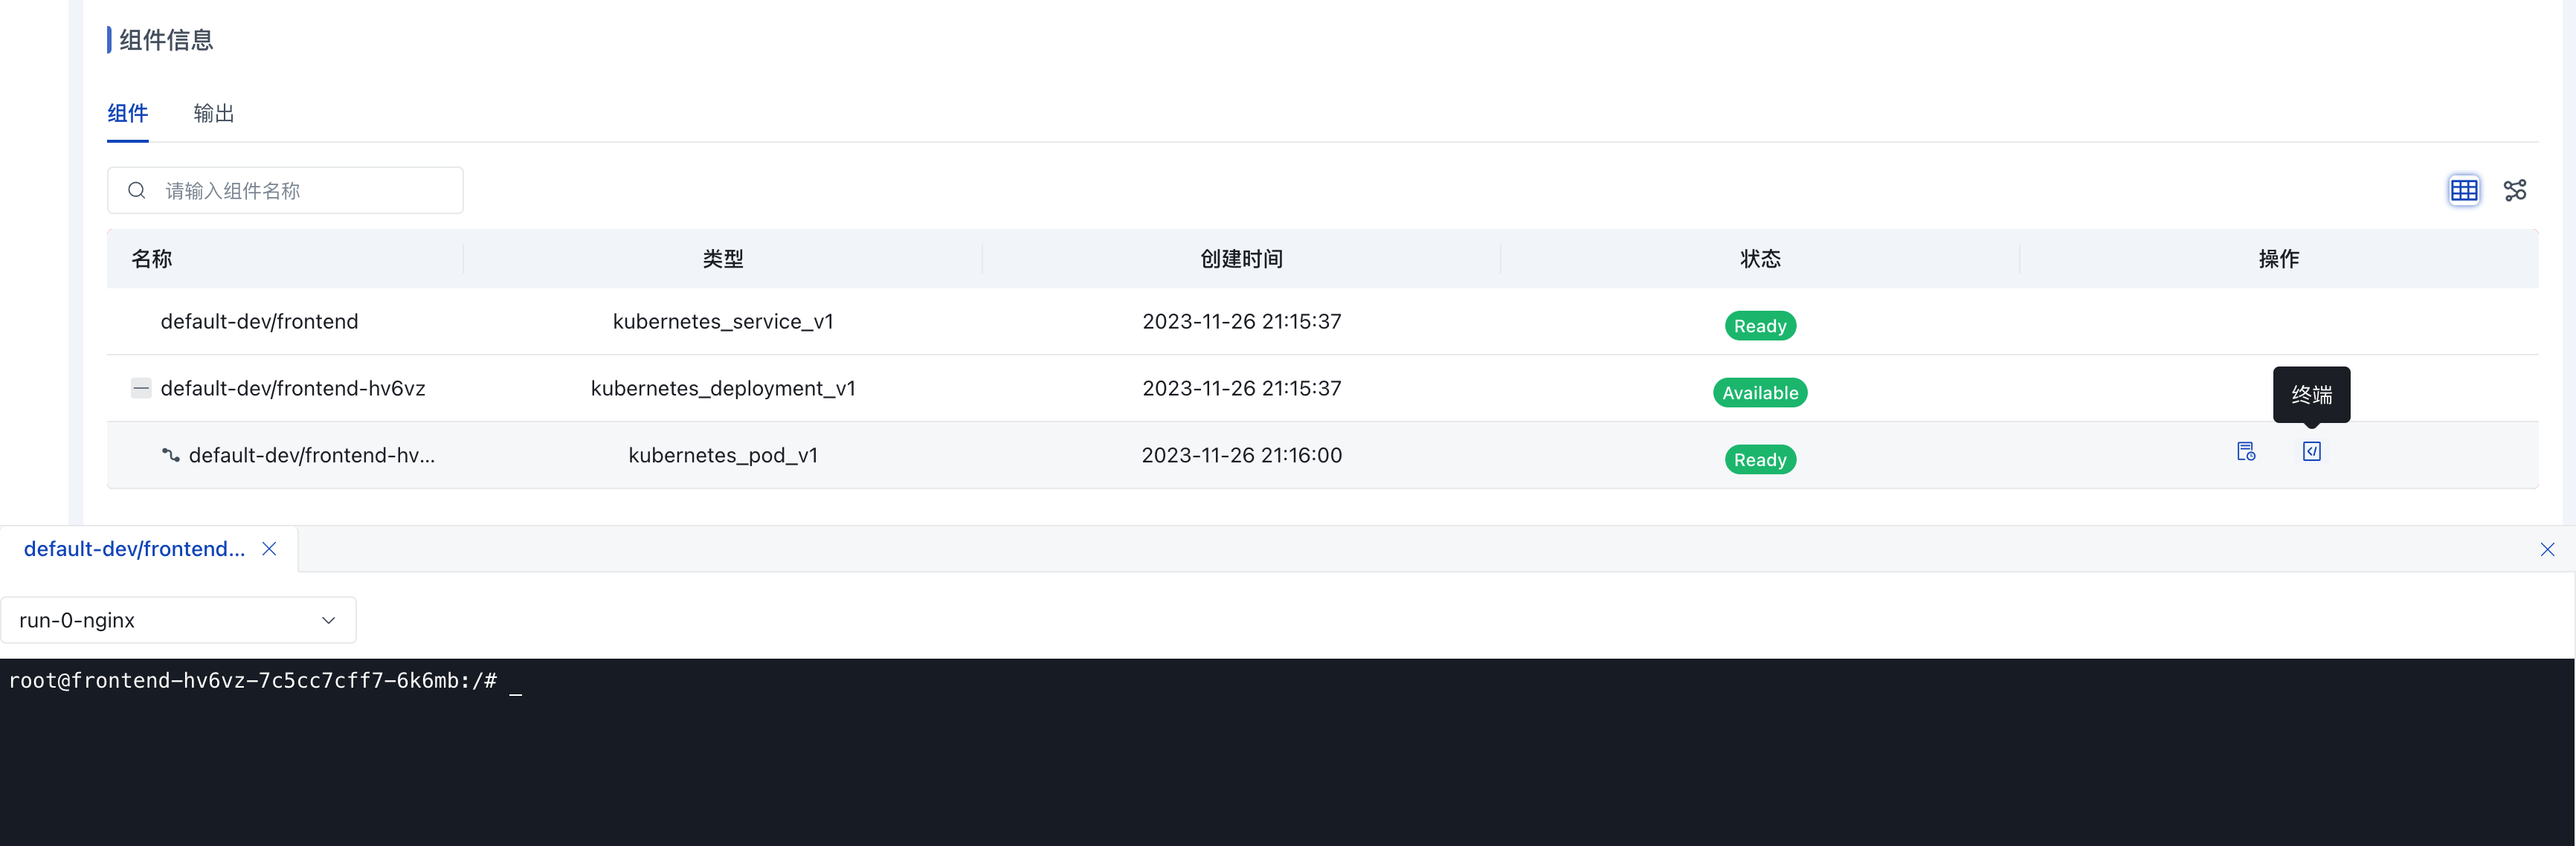 组件信息
组件 输出
请输入组件名称
名称 类型 创建时间 状态 操作
default-dev/frontend kubernetes_service_v1 2023-11-26 21:15:37 Ready
default-dev/frontend-hv6vz kubernetes_deployment_v1 2023-11-26 21:15:37 Available
终端
default-dev/frontend-hv... kubernetes_pod_v1 2023-11-26 21:16:00 Ready
default-dev/frontend...
run-0-nginx
root@frontend-hv6vz-7c5cc7cff7-6k6mb:/# _